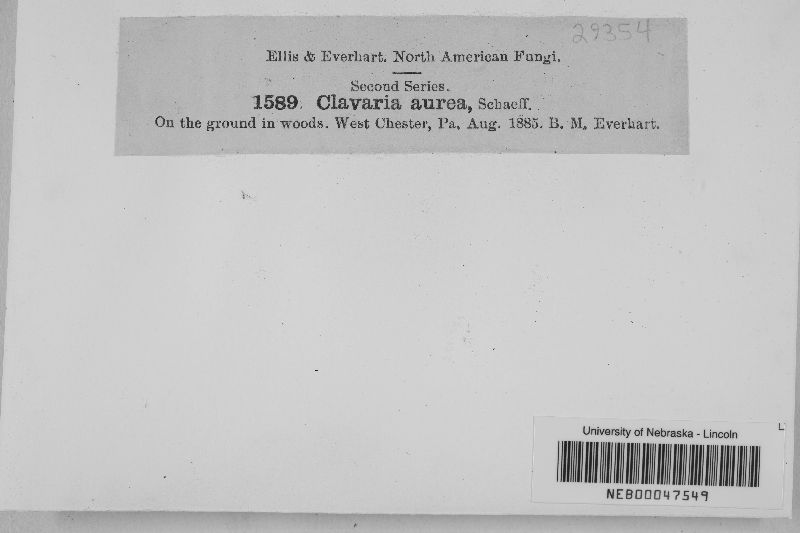 29354
Ellis & Everhart. North American Fungi.
Second Series.
1589. Clavaria aurea, Schaeff.
On the ground in woods. West Chester, Pa, Aug. 1885. B. M. Everhart.
University of Nebraska - Lincoln
NEB00047549